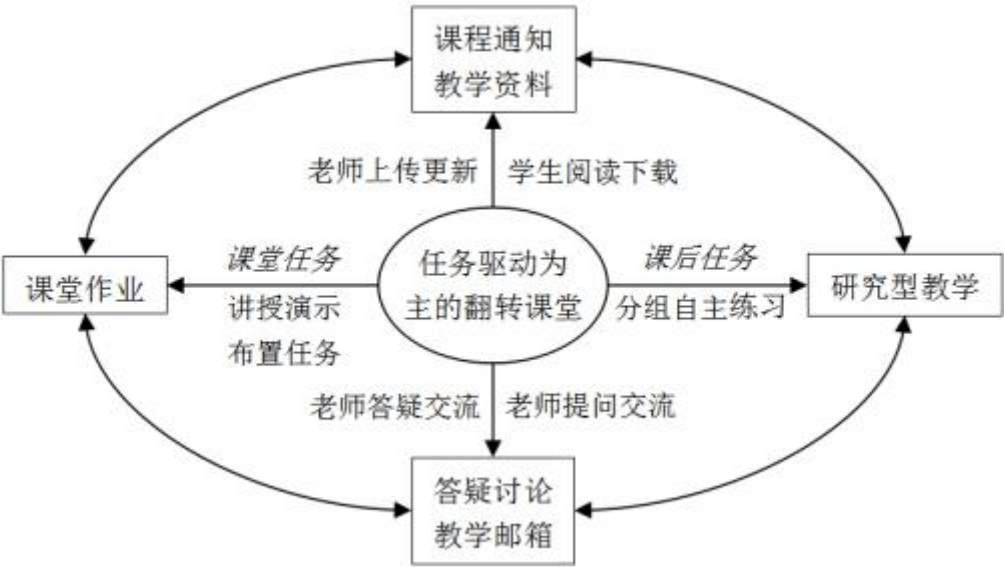 课程通知
教学资料
老师上传更新
学生阅读下载
课堂任务
任务驱动为
课后任务
课堂作业
讲授演示
主的翻转课堂
分组自主练习
研究型教学
布置任务
老师答疑交流
老师提问交流
答疑讨论
教学邮箱